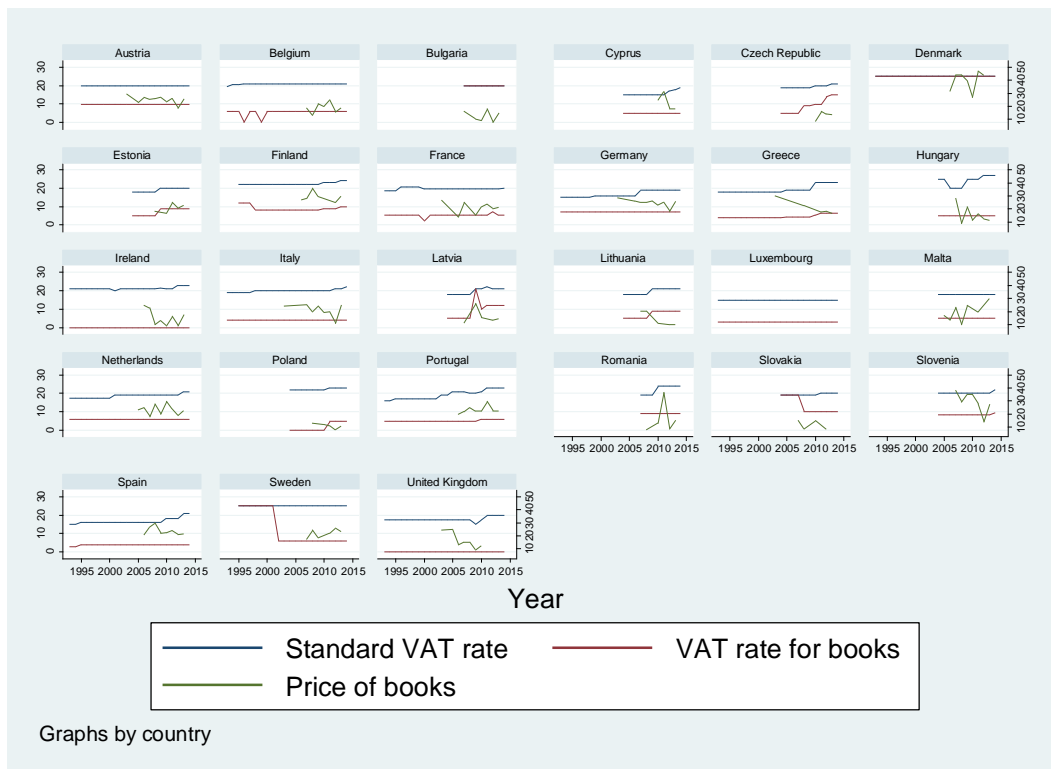 Austria Belgium Bulgaria Cyprus Czech Republic Denmark
0 10 20 30
10 20 30 40 50
Estonia Finland France Germany Greece Hungary
0 10 20 30
10 20 30 40 50
Ireland Italy Latvia Lithuania Luxembourg Malta
0 10 20 30
10 20 30 40 50
Netherlands Poland Portugal Romania Slovakia Slovenia
0 10 20 30
10 20 30 40 50
1995 2000 2005 2010 2015 1995 2000 2005 2010 2015 1995 2000 2005 2010 2015
Spain Sweden United Kingdom
0 10 20 30
10 20 30 40 50
1995 2000 2005 2010 2015 1995 2000 2005 2010 2015 1995 2000 2005 2010 2015
Year
Standard VAT rate VAT rate for books
Price of books
Graphs by country